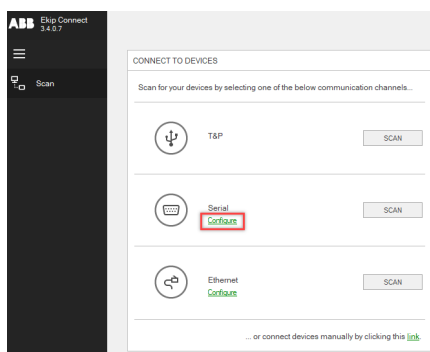 ABB Ekip Connect
3.4.0.7
Scan
CONNECT TO DEVICES
Scan for your devices by selecting one of the below communication channels...
T&P
SCAN
Serial
Configure
SCAN
Ethernet
Configure
SCAN
... or connect devices manually by clicking this link.